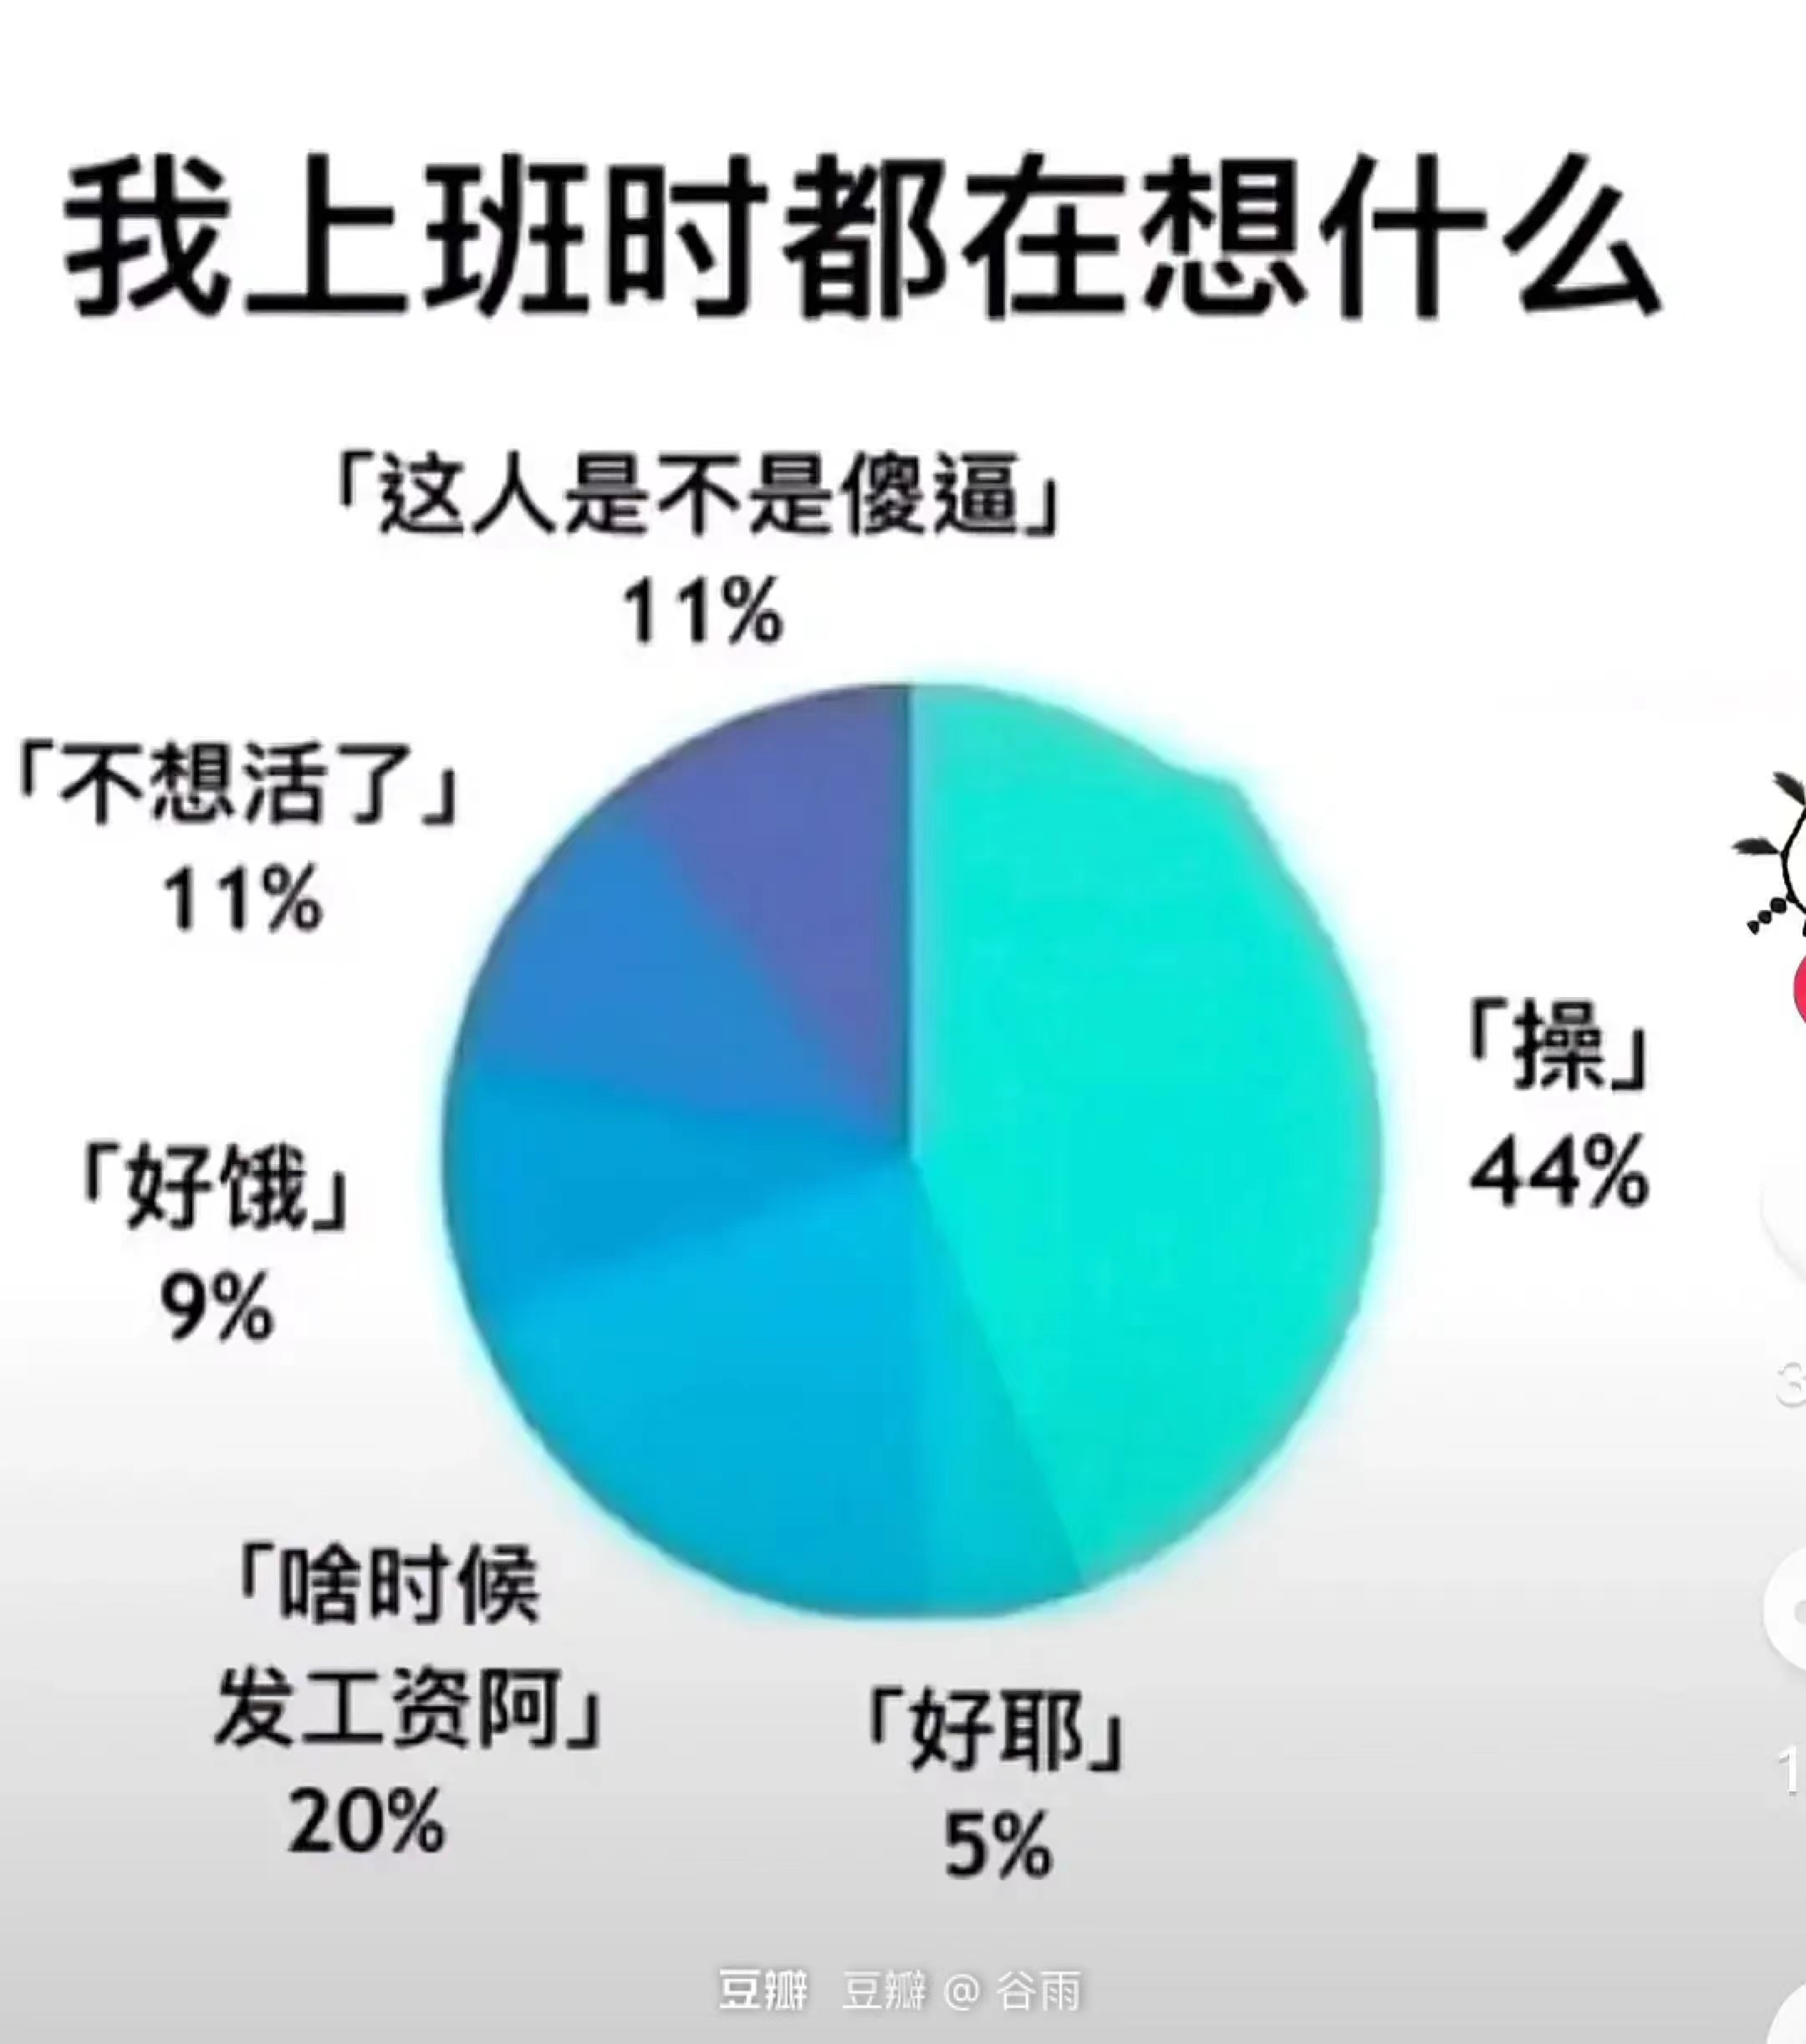 我上班时都在想什么
「这人是不是傻逼」
11%
「不想活了」
11%
「操」
44%
「好饿」
9%
「啥时候
发工资阿」
20%
「好耶」
5%
豆瓣 豆瓣 @ 谷雨